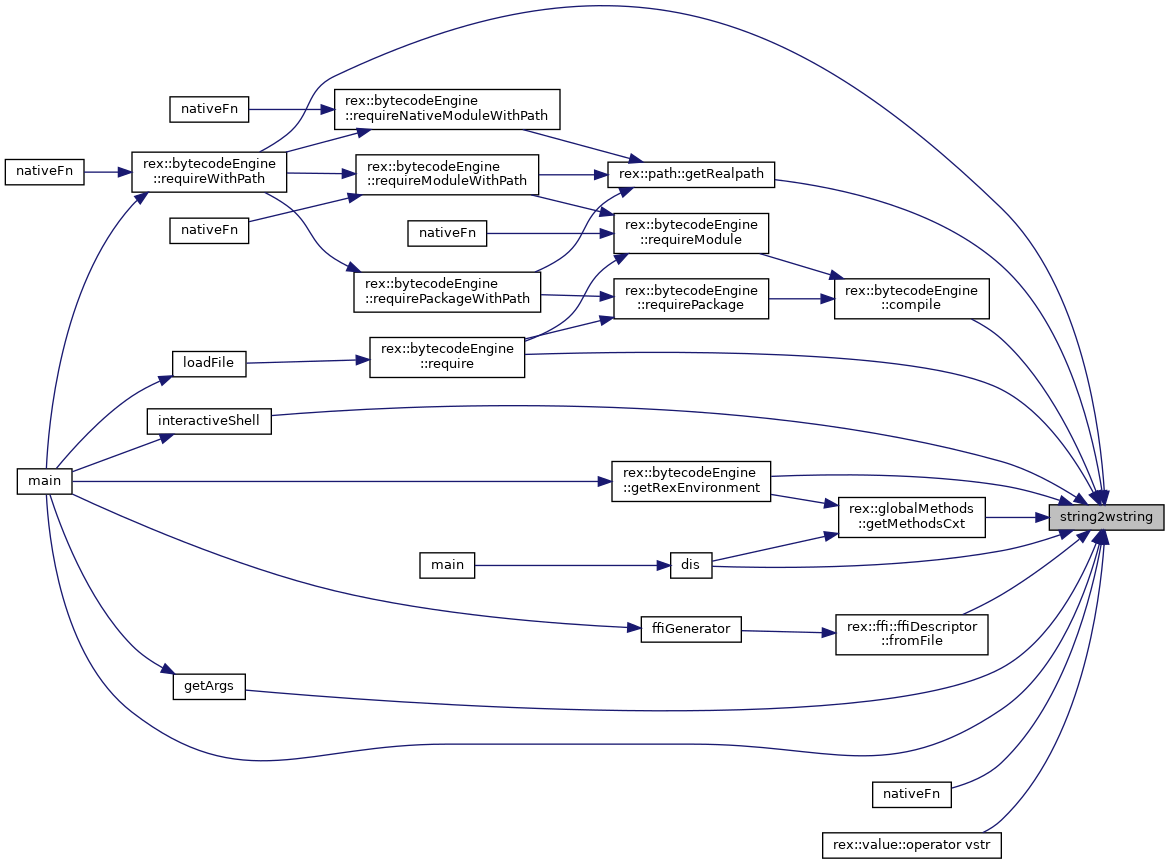 rex::bytecodeEngine
::requireNativeModuleWithPath
nativeFn
rex::bytecodeEngine
::requireWithPath
nativeFn
rex::bytecodeEngine
::requireModuleWithPath
rex::path::getRealpath
nativeFn
nativeFn
rex::bytecodeEngine
::requireModule
rex::bytecodeEngine
::requirePackageWithPath
rex::bytecodeEngine
::requirePackage
rex::bytecodeEngine
::compile
loadFile
rex::bytecodeEngine
::require
interactiveShell
main
rex::bytecodeEngine
::getRexEnvironment
rex::globalMethods
::getMethodsCxt
string2wstring
main
dis
ffiGenerator
rex::ffi::ffiDescriptor
::fromFile
getArgs
nativeFn
rex::value::operator vstr